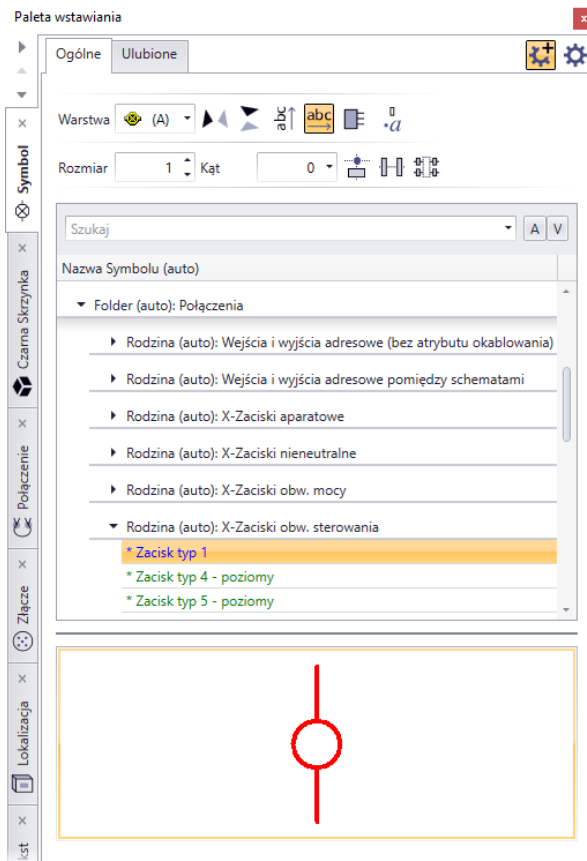 Paleta wstawiania
x
Ogólne
Ulubione
Warstwa
(A)
abc
abc
a
Rozmiar
1
Kąt
0
Szukaj
A
V
Nazwa Symbolu (auto)
Folder (auto): Połączenia
Rodzina (auto): Wejścia i wyjścia adresowe (bez atrybutu okablowania)
Rodzina (auto): Wejścia i wyjścia adresowe pomiędzy schematami
Rodzina (auto): X-Zaciski aparatowe
Rodzina (auto): X-Zaciski nieneutralne
Rodzina (auto): X-Zaciski obw. mocy
Rodzina (auto): X-Zaciski obw. sterowania
* Zacisk typ 1
* Zacisk typ 4 - poziomy
* Zacisk typ 5 - poziomy
Symbol
Czarna Skrzynka
Połączenie
Złącze
Lokalizacja
kst